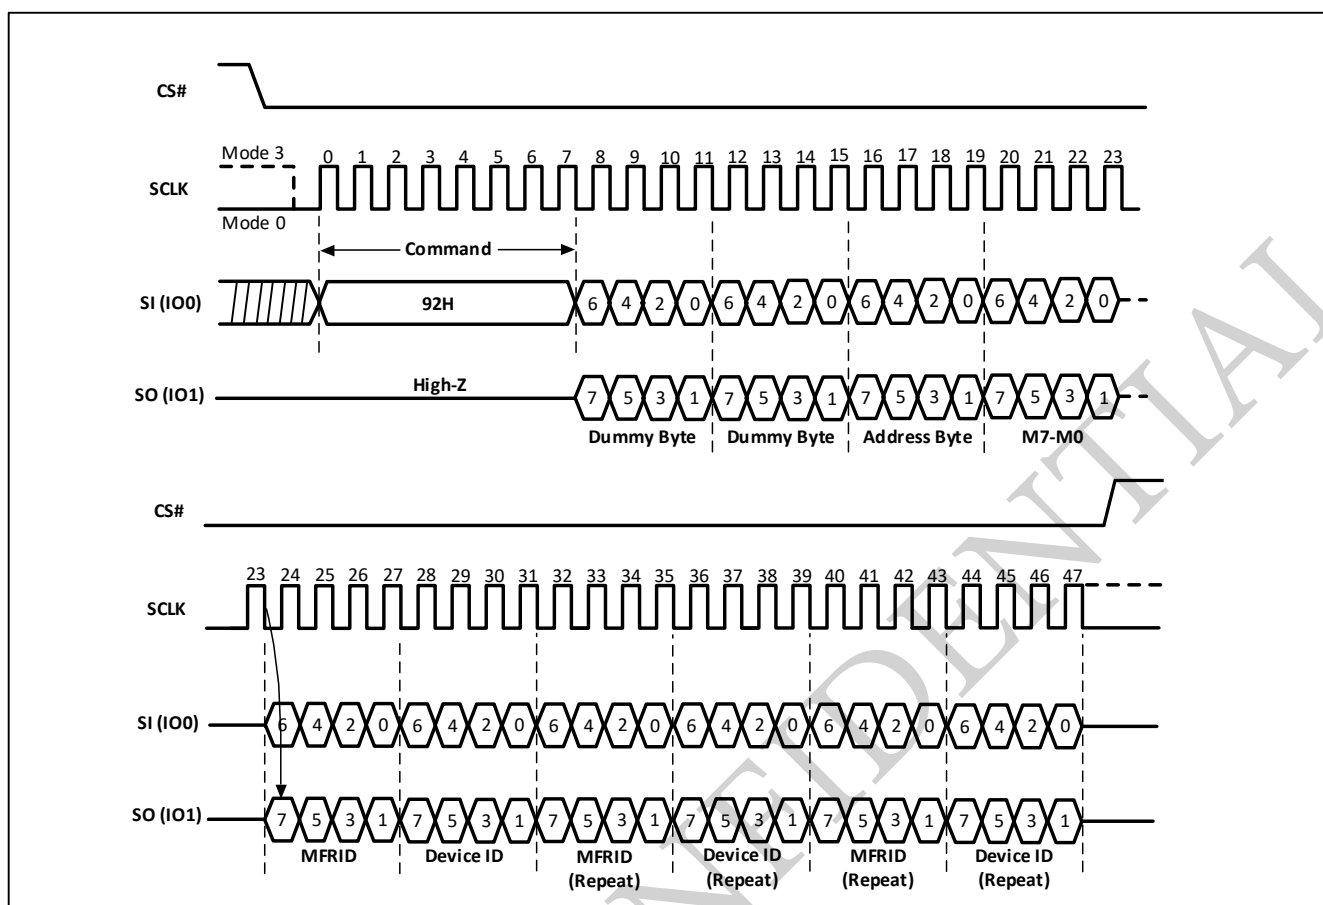 CS#
Mode 3
0 1 2 3 4 5 6 7 8 9 10 11 12 13 14 15 16 17 18 19 20 21 22 23
SCLK
Mode 0
Command
SI (IO0) 92H 6 4 2 0 6 4 2 0 6 4 2 0 6 4 2 0
High-Z
SO (IO1) 7 5 3 1 7 5 3 1 7 5 3 1 7 5 3 1
Dummy Byte Dummy Byte Address Byte M7-M0
CS#
23 24 25 26 27 28 29 30 31 32 33 34 35 36 37 38 39 40 41 42 43 44 45 46 47
SCLK
SI (IO0) 6 4 2 0 6 4 2 0 6 4 2 0 6 4 2 0 6 4 2 0 6 4 2 0
SO (IO1) 7 5 3 1 7 5 3 1 7 5 3 1 7 5 3 1 7 5 3 1 7 5 3 1
MFRID Device ID MFRID Device ID MFRID Device ID
(Repeat) (Repeat) (Repeat) (Repeat)
NFIDENTIAL